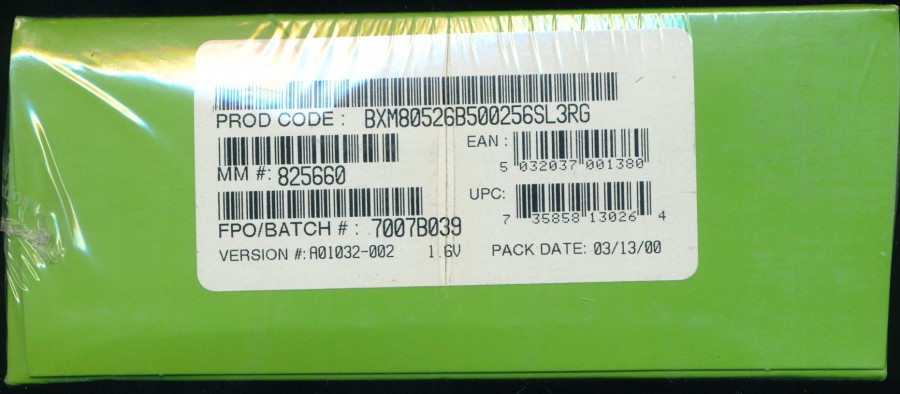 PROD CODE : BXM80526B500256SL3RG
EAN :
5 032037 001380
MM #: 825660
UPC:
7 35858 13026 4
FPO/BATCH # : 7007B039
VERSION #: A01032-002 1.6V PACK DATE: 03/13/00